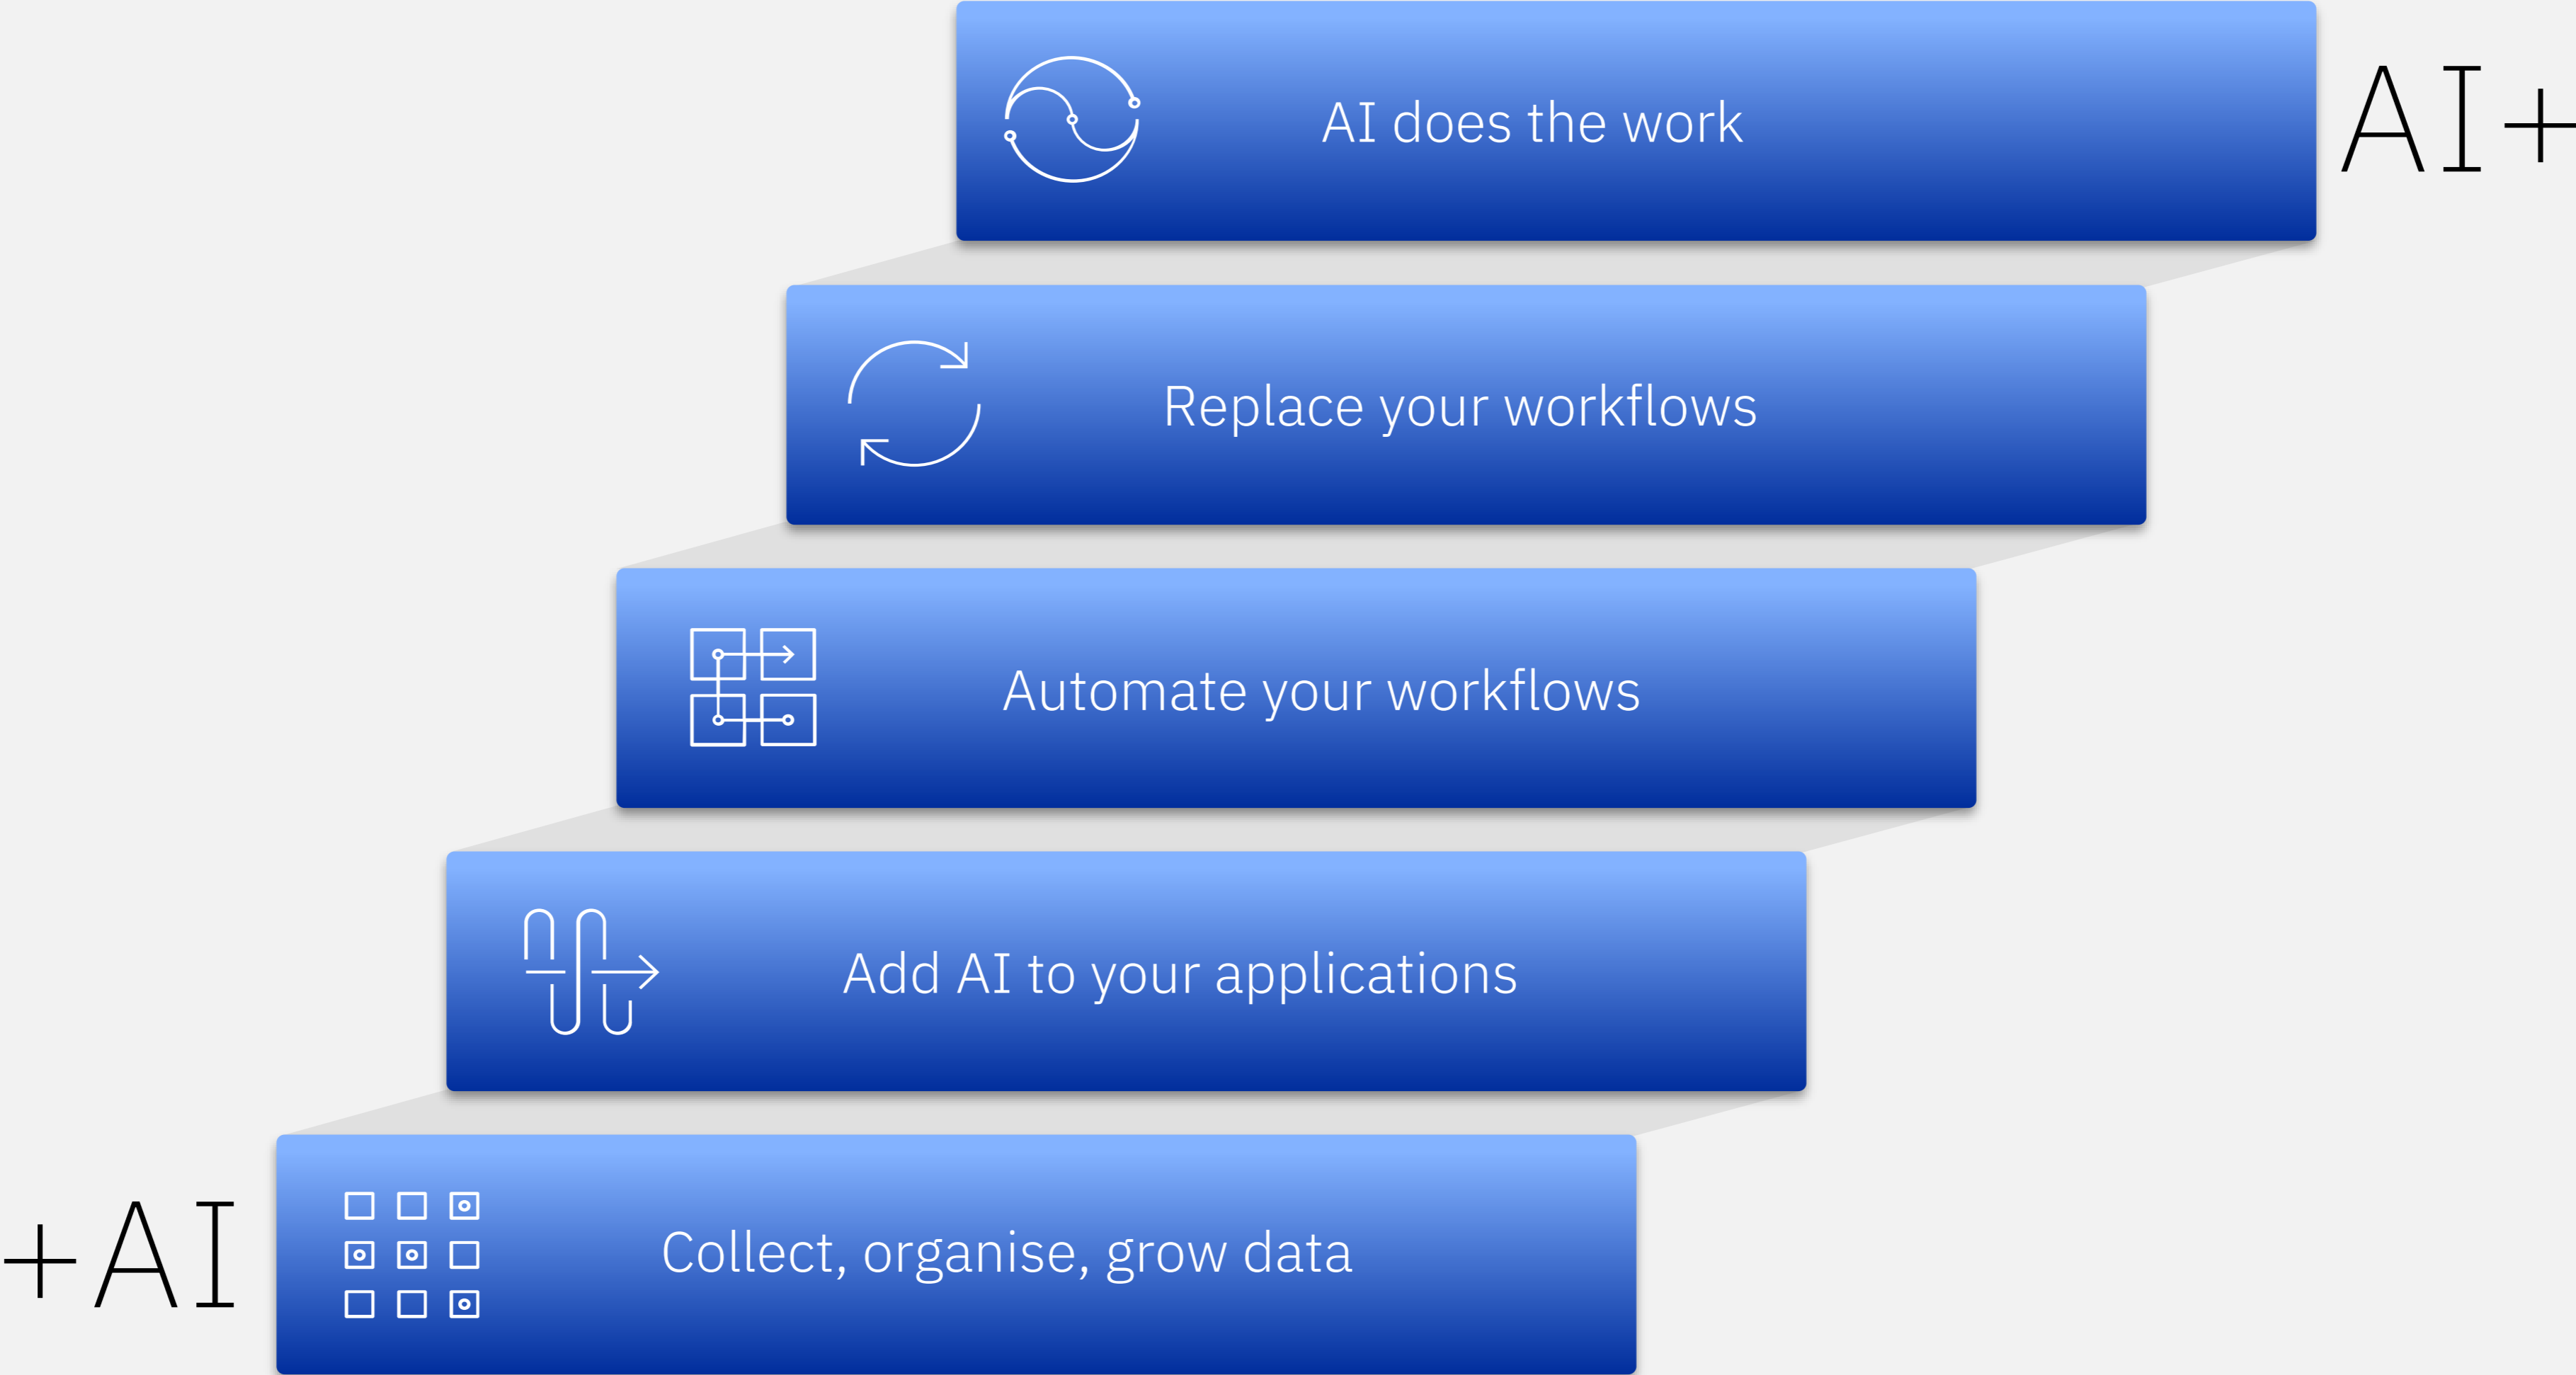 AI does the work
AI+
Replace your workflows
Automate your workflows
Add AI to your applications
+AI
Collect, organise, grow data